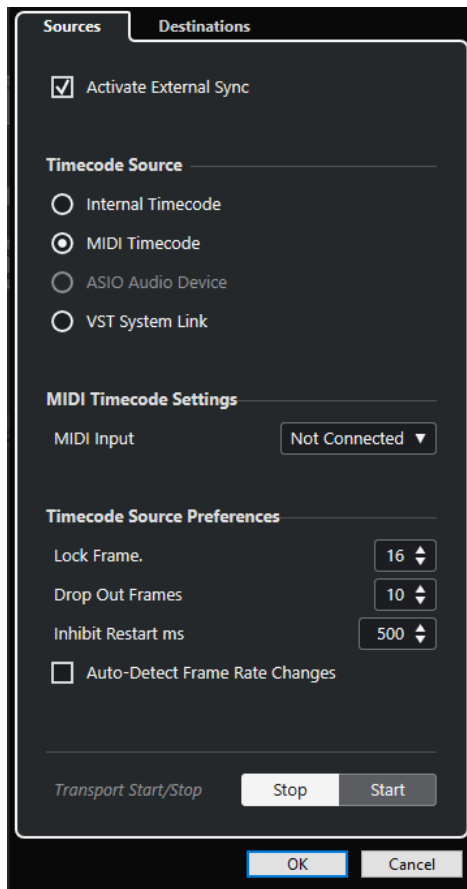 Sources Destinations
Activate External Sync
Timecode Source
Internal Timecode
MIDI Timecode
ASIO Audio Device
VST System Link
MIDI Timecode Settings
MIDI Input Not Connected
Timecode Source Preferences
Lock Frame. 16
Drop Out Frames 10
Inhibit Restart ms 500
Auto-Detect Frame Rate Changes
Transport Start/Stop Stop Start
OK Cancel